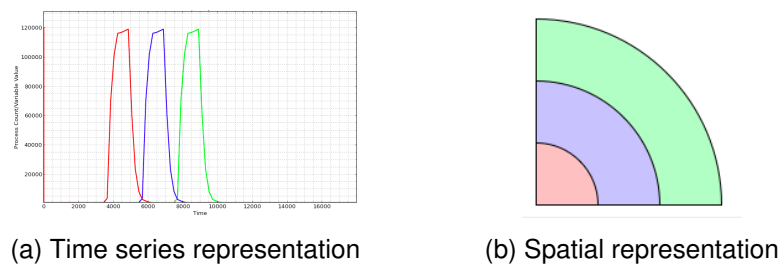 120000
100000
80000
60000
40000
20000
Process Count/Variable Value
0 2000 4000 6000 8000 10000 12000 14000 16000
Time
(a) Time series representation
(b) Spatial representation